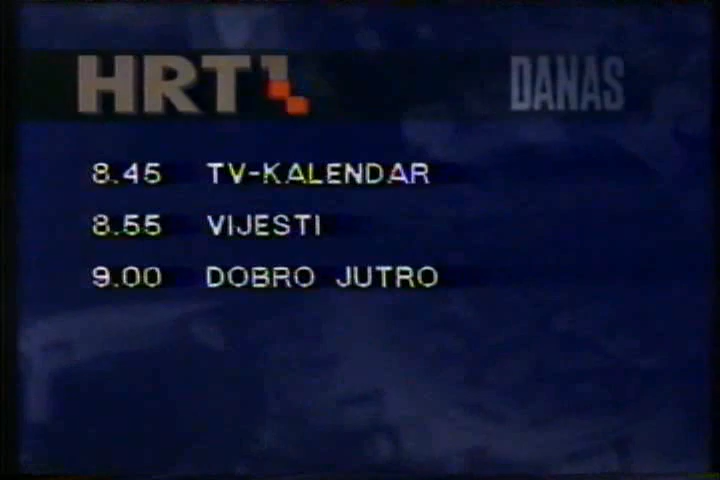 HRT1 DANAS
8.45 TV-KALENDAR
8.55 VIJESTI
9.00 DOBRO JUTRO